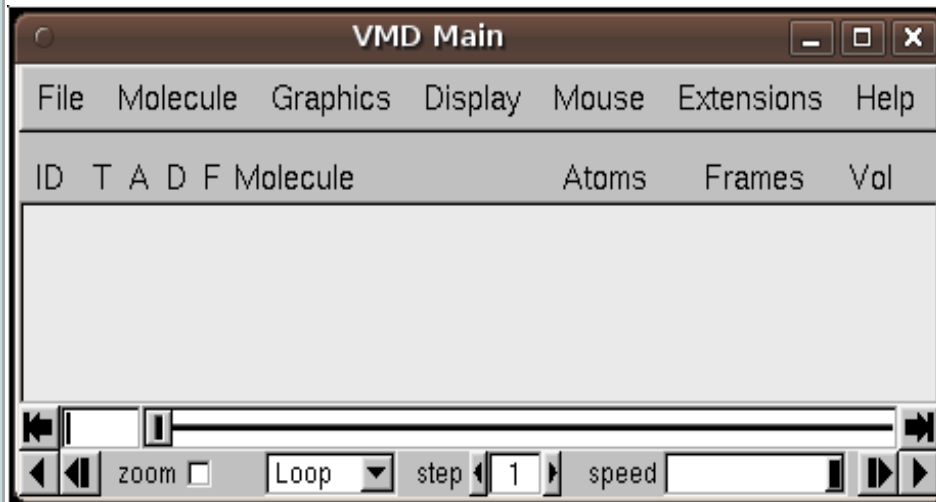 VMD Main
File Molecule Graphics Display Mouse Extensions Help
ID T A D F Molecule Atoms Frames Vol
zoom Loop step 1 speed